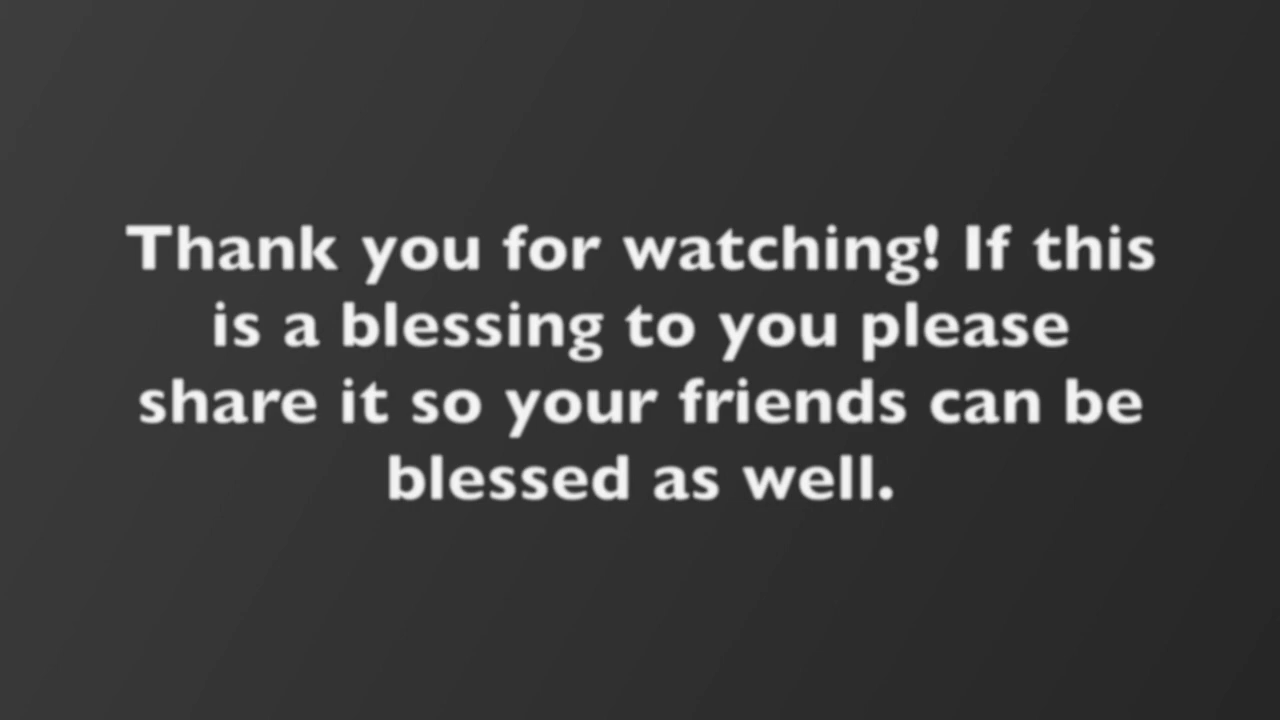 Thank you for watching! If this
is a blessing to you please
share it so your friends can be
blessed as well.